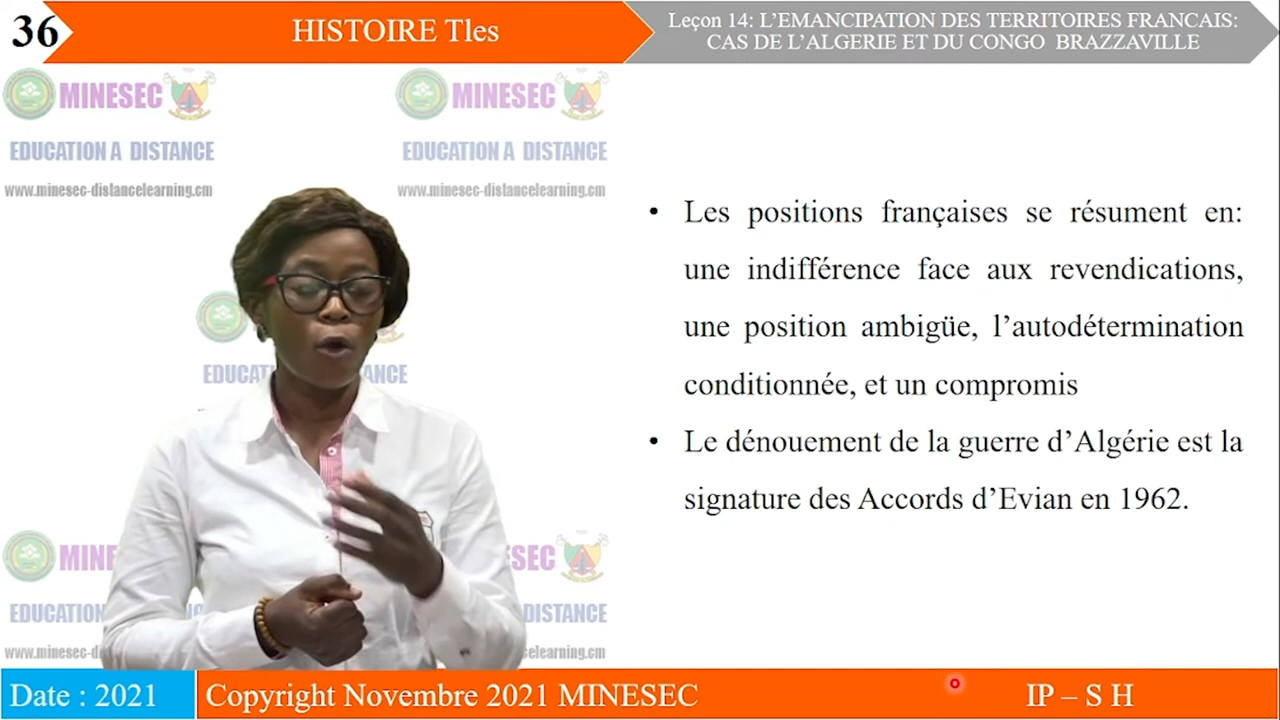 36
HISTOIRE Tles
Leçon 14: L’EMANCIPATION DES TERRITOIRES FRANCAIS:
CAS DE L’ALGERIE ET DU CONGO BRAZZAVILLE
MINESEC
MINESEC
EDUCATION A DISTANCE
EDUCATION A DISTANCE
www.minesec-distancelearning.cm
www.minesec-distancelearning.cm
• Les positions françaises se résument en:
une indifférence face aux revendications,
une position ambigüe, l’autodétermination
conditionnée, et un compromis
• Le dénouement de la guerre d’Algérie est la
signature des Accords d’Evian en 1962.
Date : 2021
Copyright Novembre 2021 MINESEC
IP – S H